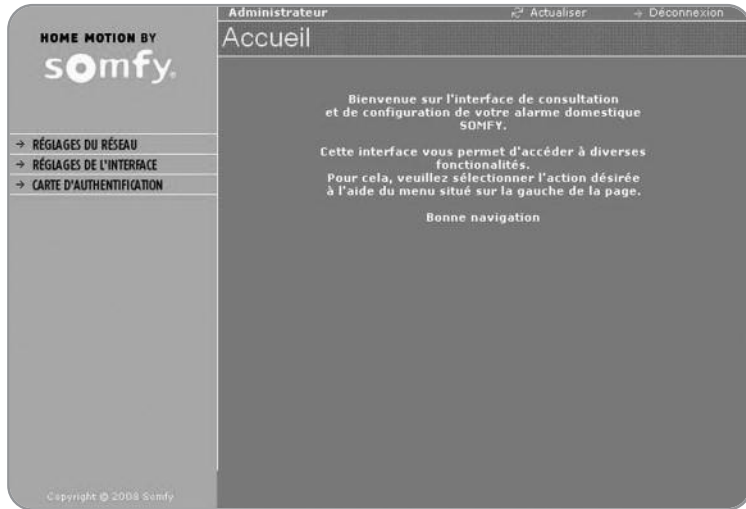 HOME MOTION BY
somfy.
→ RÉGLAGES DU RÉSEAU
→ RÉGLAGES DE L'INTERFACE
→ CARTE D'AUTHENTIFICATION
Copyright © 2008 Somfy
Administrateur
Actualiser
→ Déconnexion
Accueil
Bienvenue sur l'interface de consultation
et de configuration de votre alarme domestique
SOMFY.
Cette interface vous permet d'accéder à diverses
fonctionalités.
Pour cela, veuillez sélectionner l'action désirée
à l'aide du menu situé sur la gauche de la page.
Bonne navigation